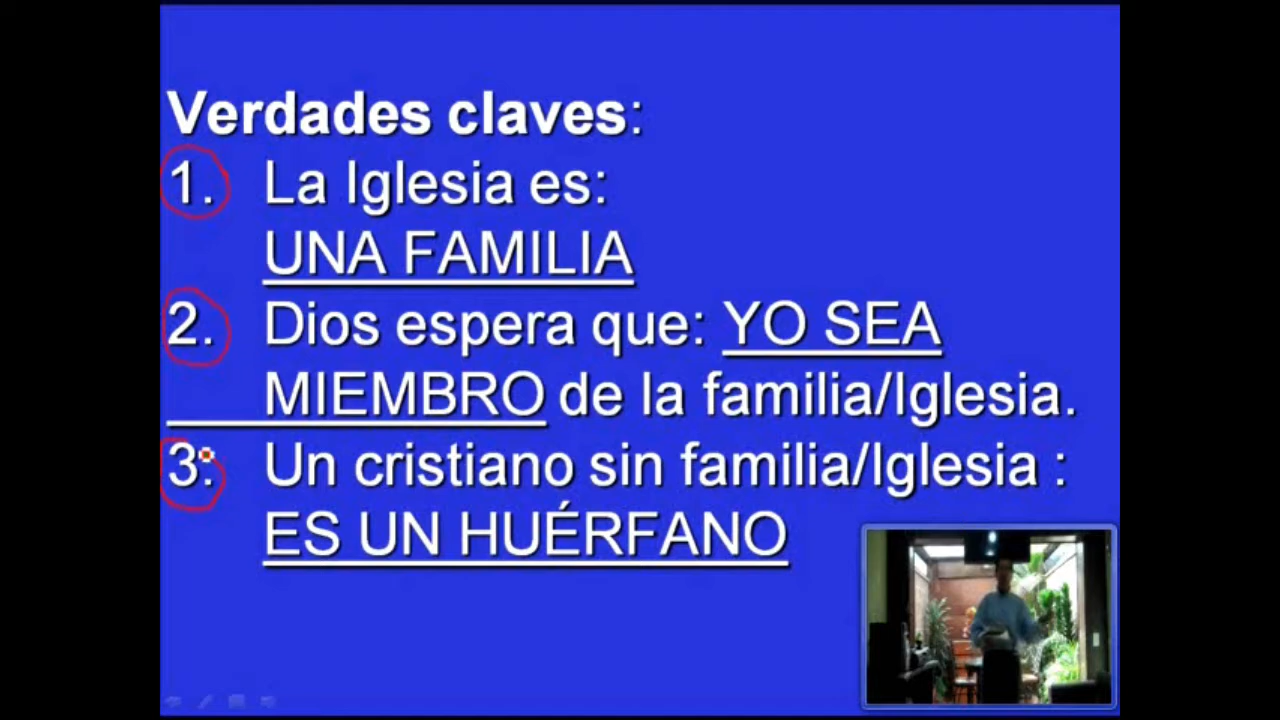 Verdades claves:
1. La Iglesia es:
UNA FAMILIA
2. Dios espera que: YO SEA
MIEMBRO de la familia/Iglesia.
3. Un cristiano sin familia/Iglesia :
ES UN HUÉRFANO